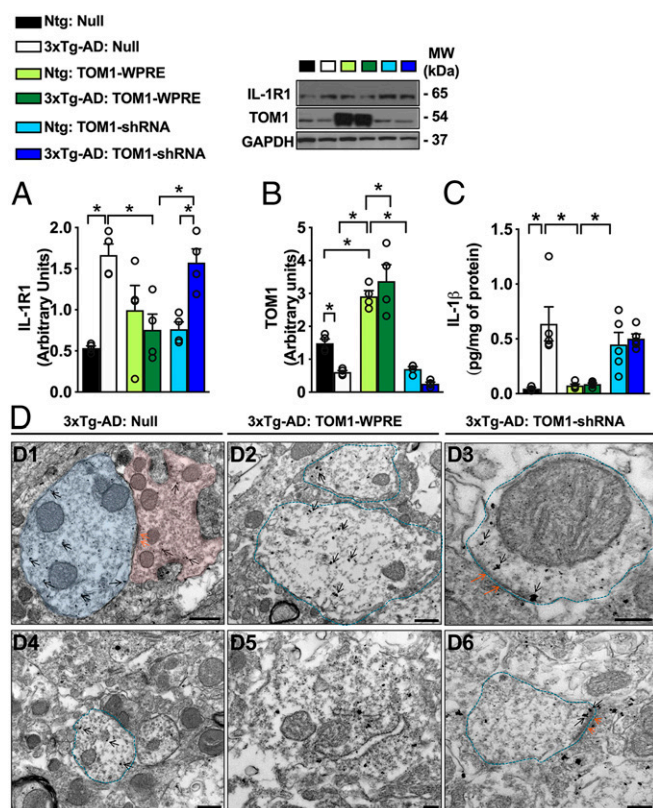 Ntg: Null
3xTg-AD: Null
Ntg: TOM1-WPRE
3xTg-AD: TOM1-WPRE
Ntg: TOM1-shRNA
3xTg-AD: TOM1-shRNA
MW
(kDa)
IL-1R1 - 65
TOM1 - 54
GAPDH - 37
A
IL-1R1
(Arbitrary Units)
2.0
1.5
1.0
0.5
0.0
* * * *
B
TOM1
(Arbitrary units)
5
4
3
2
1
0
* * * * *
C
IL-1β
(pg/mg of protein)
1.5
1.0
0.5
0.0
* * *
D
3xTg-AD: Null 3xTg-AD: TOM1-WPRE 3xTg-AD: TOM1-shRNA
D1 D2 D3
D4 D5 D6